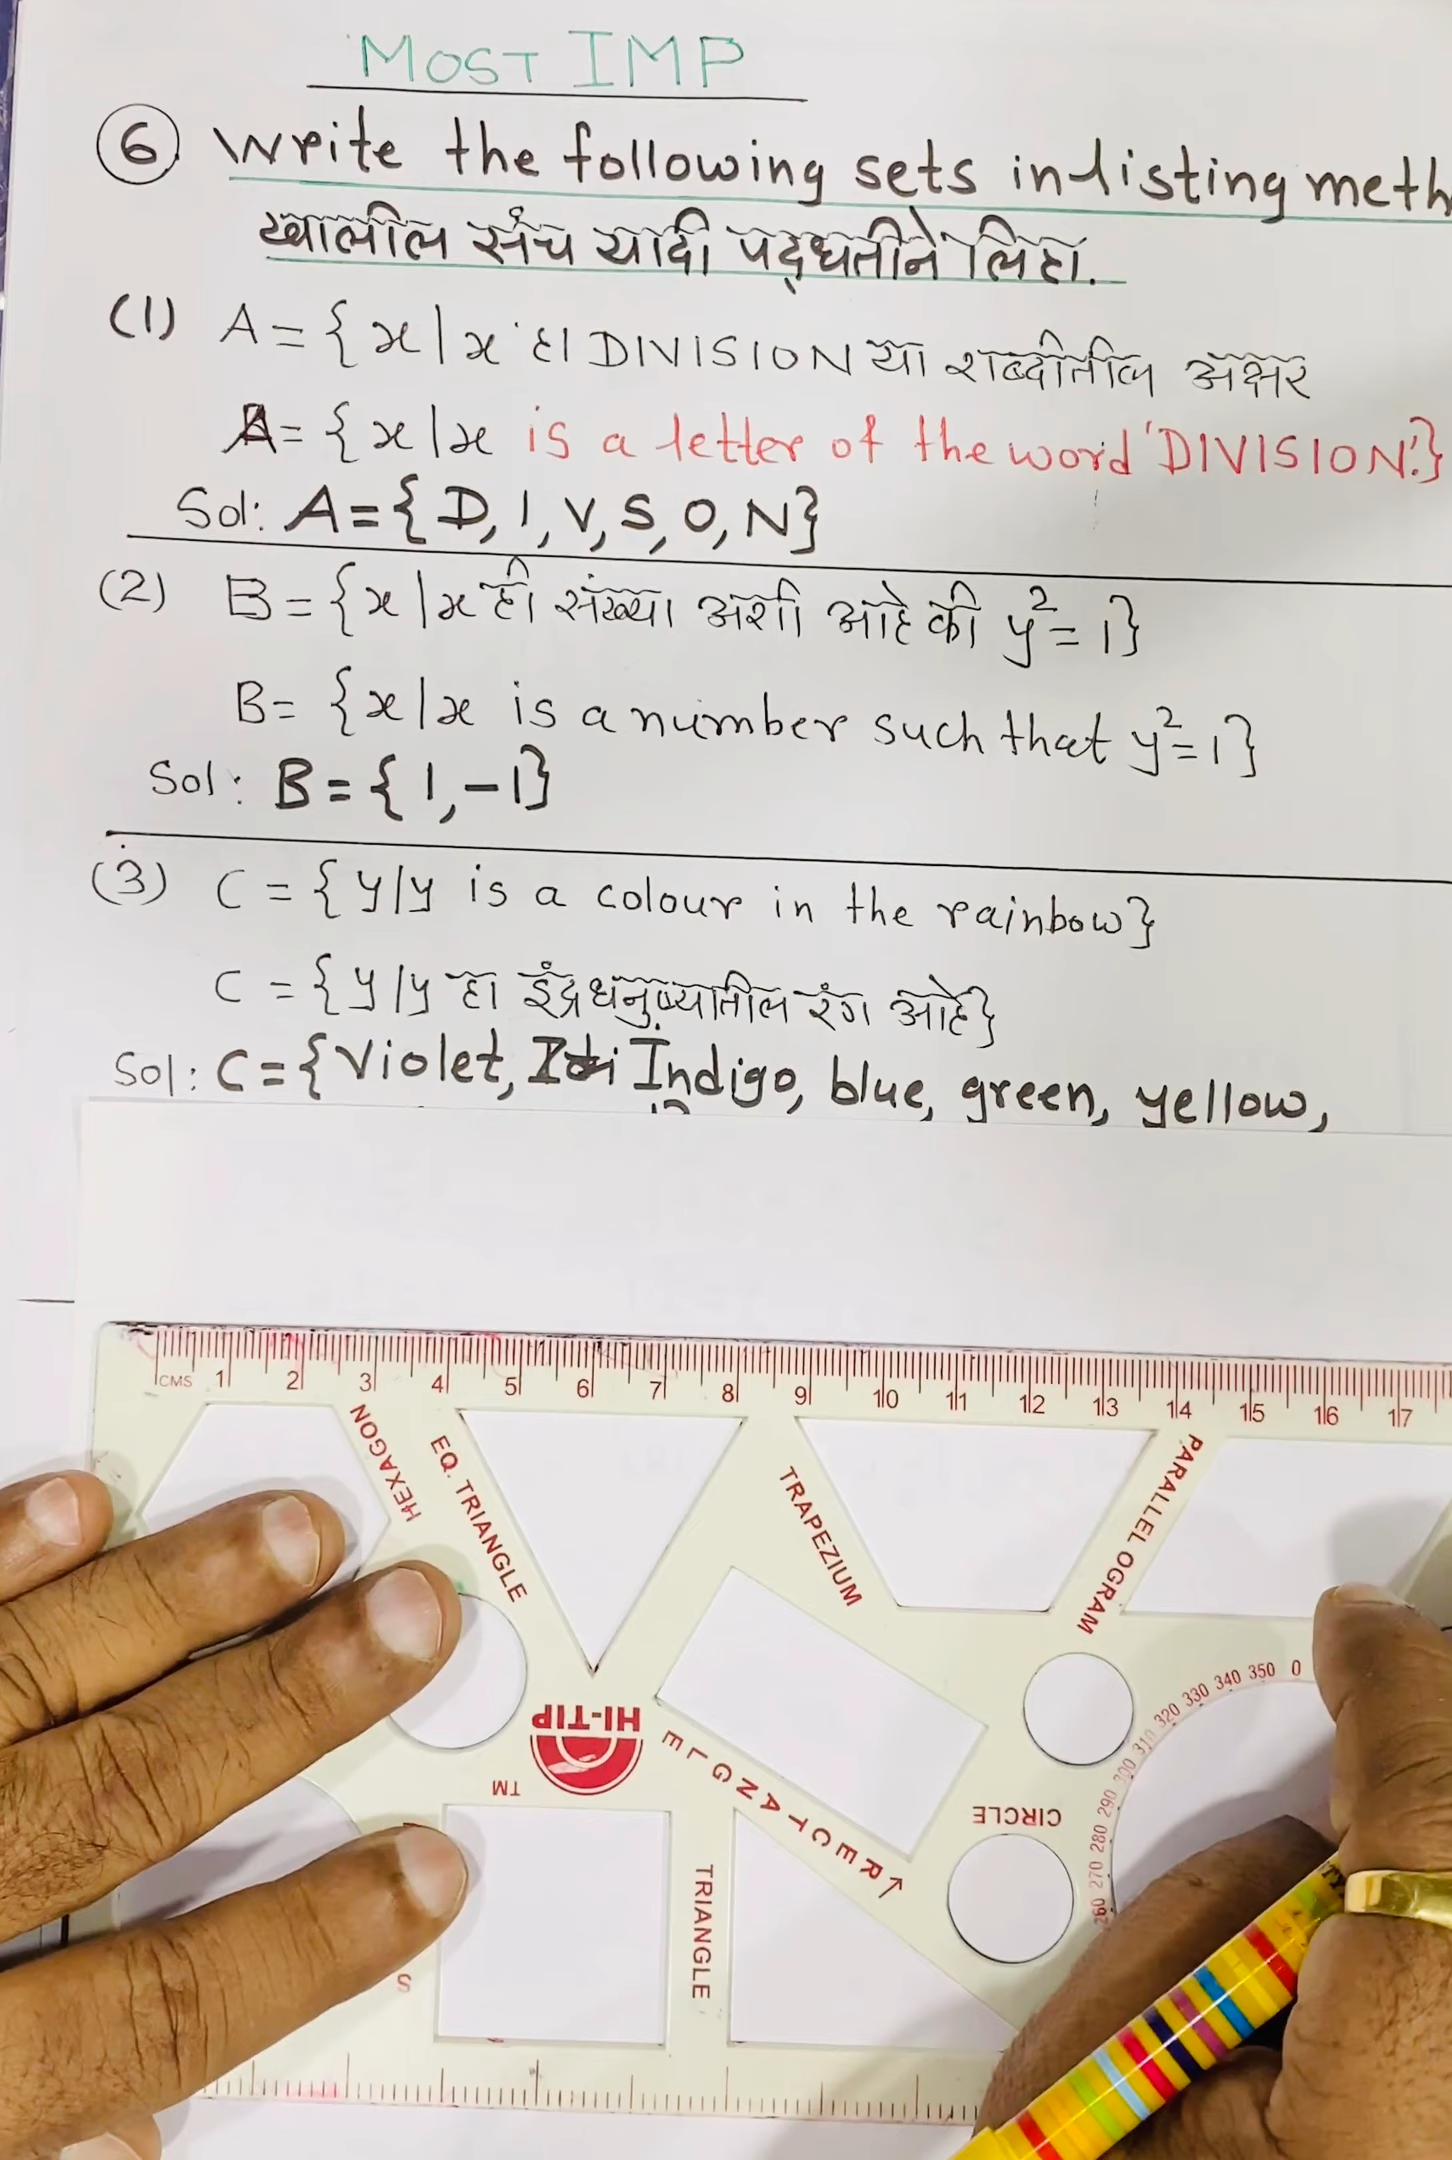 MOST IMP
6 Write the following sets in listing meth
खालील संच यादी पद्धतीने लिहा.
(1) A = {x | x हा DIVISION या शब्दातील अक्षर
A = {x | x is a letter of the word 'DIVISION'.}
Sol: A = {D, I, V, S, O, N}
(2) B = {x | x ही संख्या अशी आहे की y² = 1}
B = {x | x is a number such that y² = 1}
Sol: B = {1, -1}
(3) C = {y | y is a colour in the rainbow}
C = {y | y हा इंद्रधनुष्यातील रंग आहे}
Sol: C = {Violet, Indigo, blue, green, yellow,
CMS 1 2 3 4 5 6 7 8 9 10 11 12 13 14 15 16 17
HEXAGON
EQ. TRIANGLE
TRAPEZIUM
PARALLEL OGRAM
HI-TIP
TM
RECTANGLE
CIRCLE
TRIANGLE
260 270 280 290 300 310 320 330 340 350 0
S